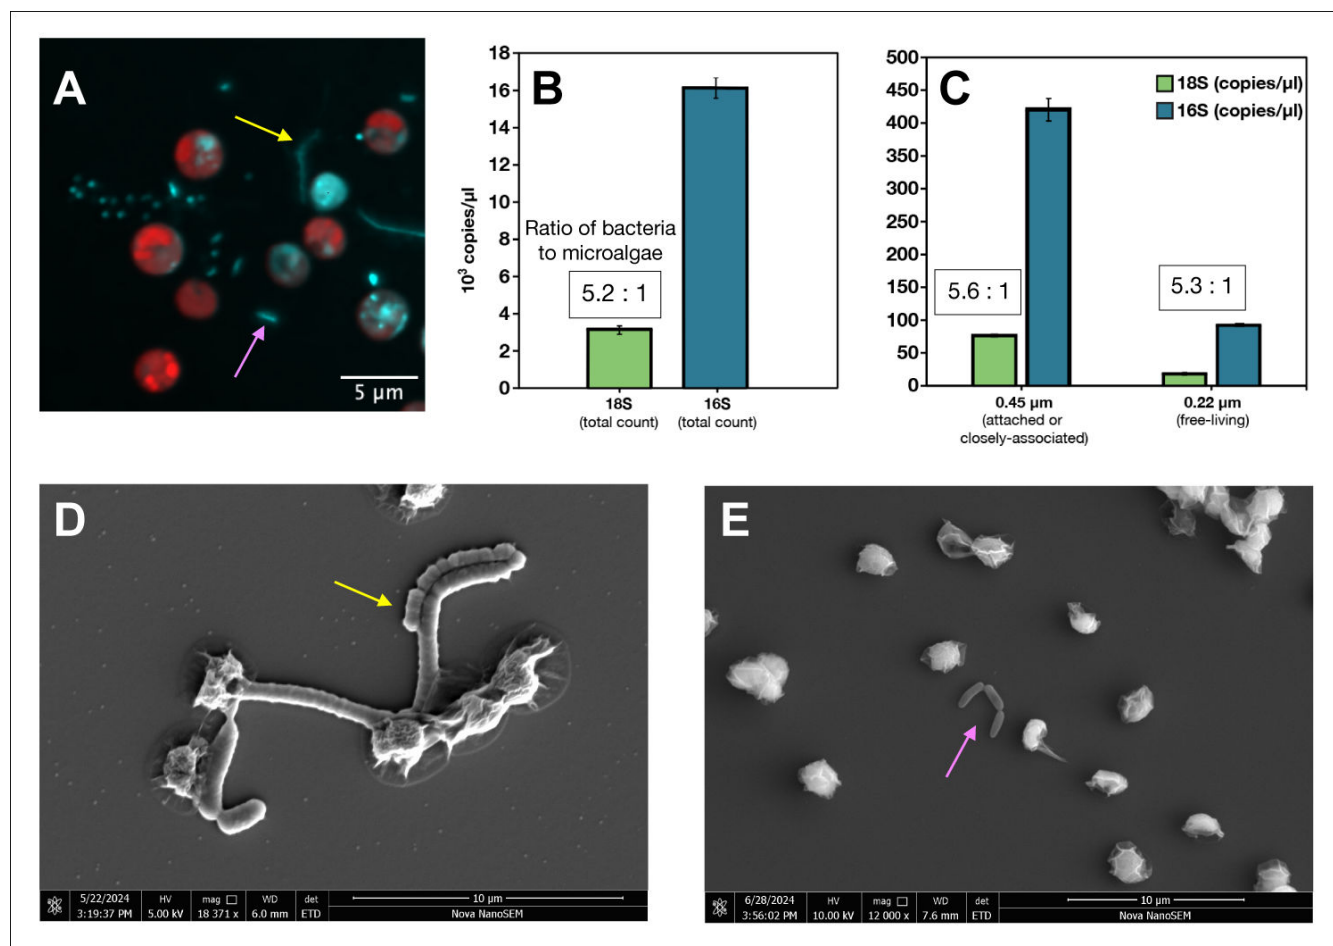 A
5 µm
B
18
16
14
12
10
8
6
4
2
0
10³ copies/µl
Ratio of bacteria
to microalgae
5.2 : 1
18S
(total count)
16S
(total count)
C
500
450
400
350
300
250
200
150
100
50
0
18S (copies/µl)
16S (copies/µl)
5.6 : 1
5.3 : 1
0.45 µm
(attached or
closely-associated)
0.22 µm
(free-living)
D
5/22/2024
3:19:37 PM
HV
5.00 kV
mag
18 371 x
WD
6.0 mm
det
ETD
10 µm
Nova NanoSEM
E
6/28/2024
3:56:02 PM
HV
10.00 kV
mag
12 000 x
WD
7.6 mm
det
ETD
10 µm
Nova NanoSEM